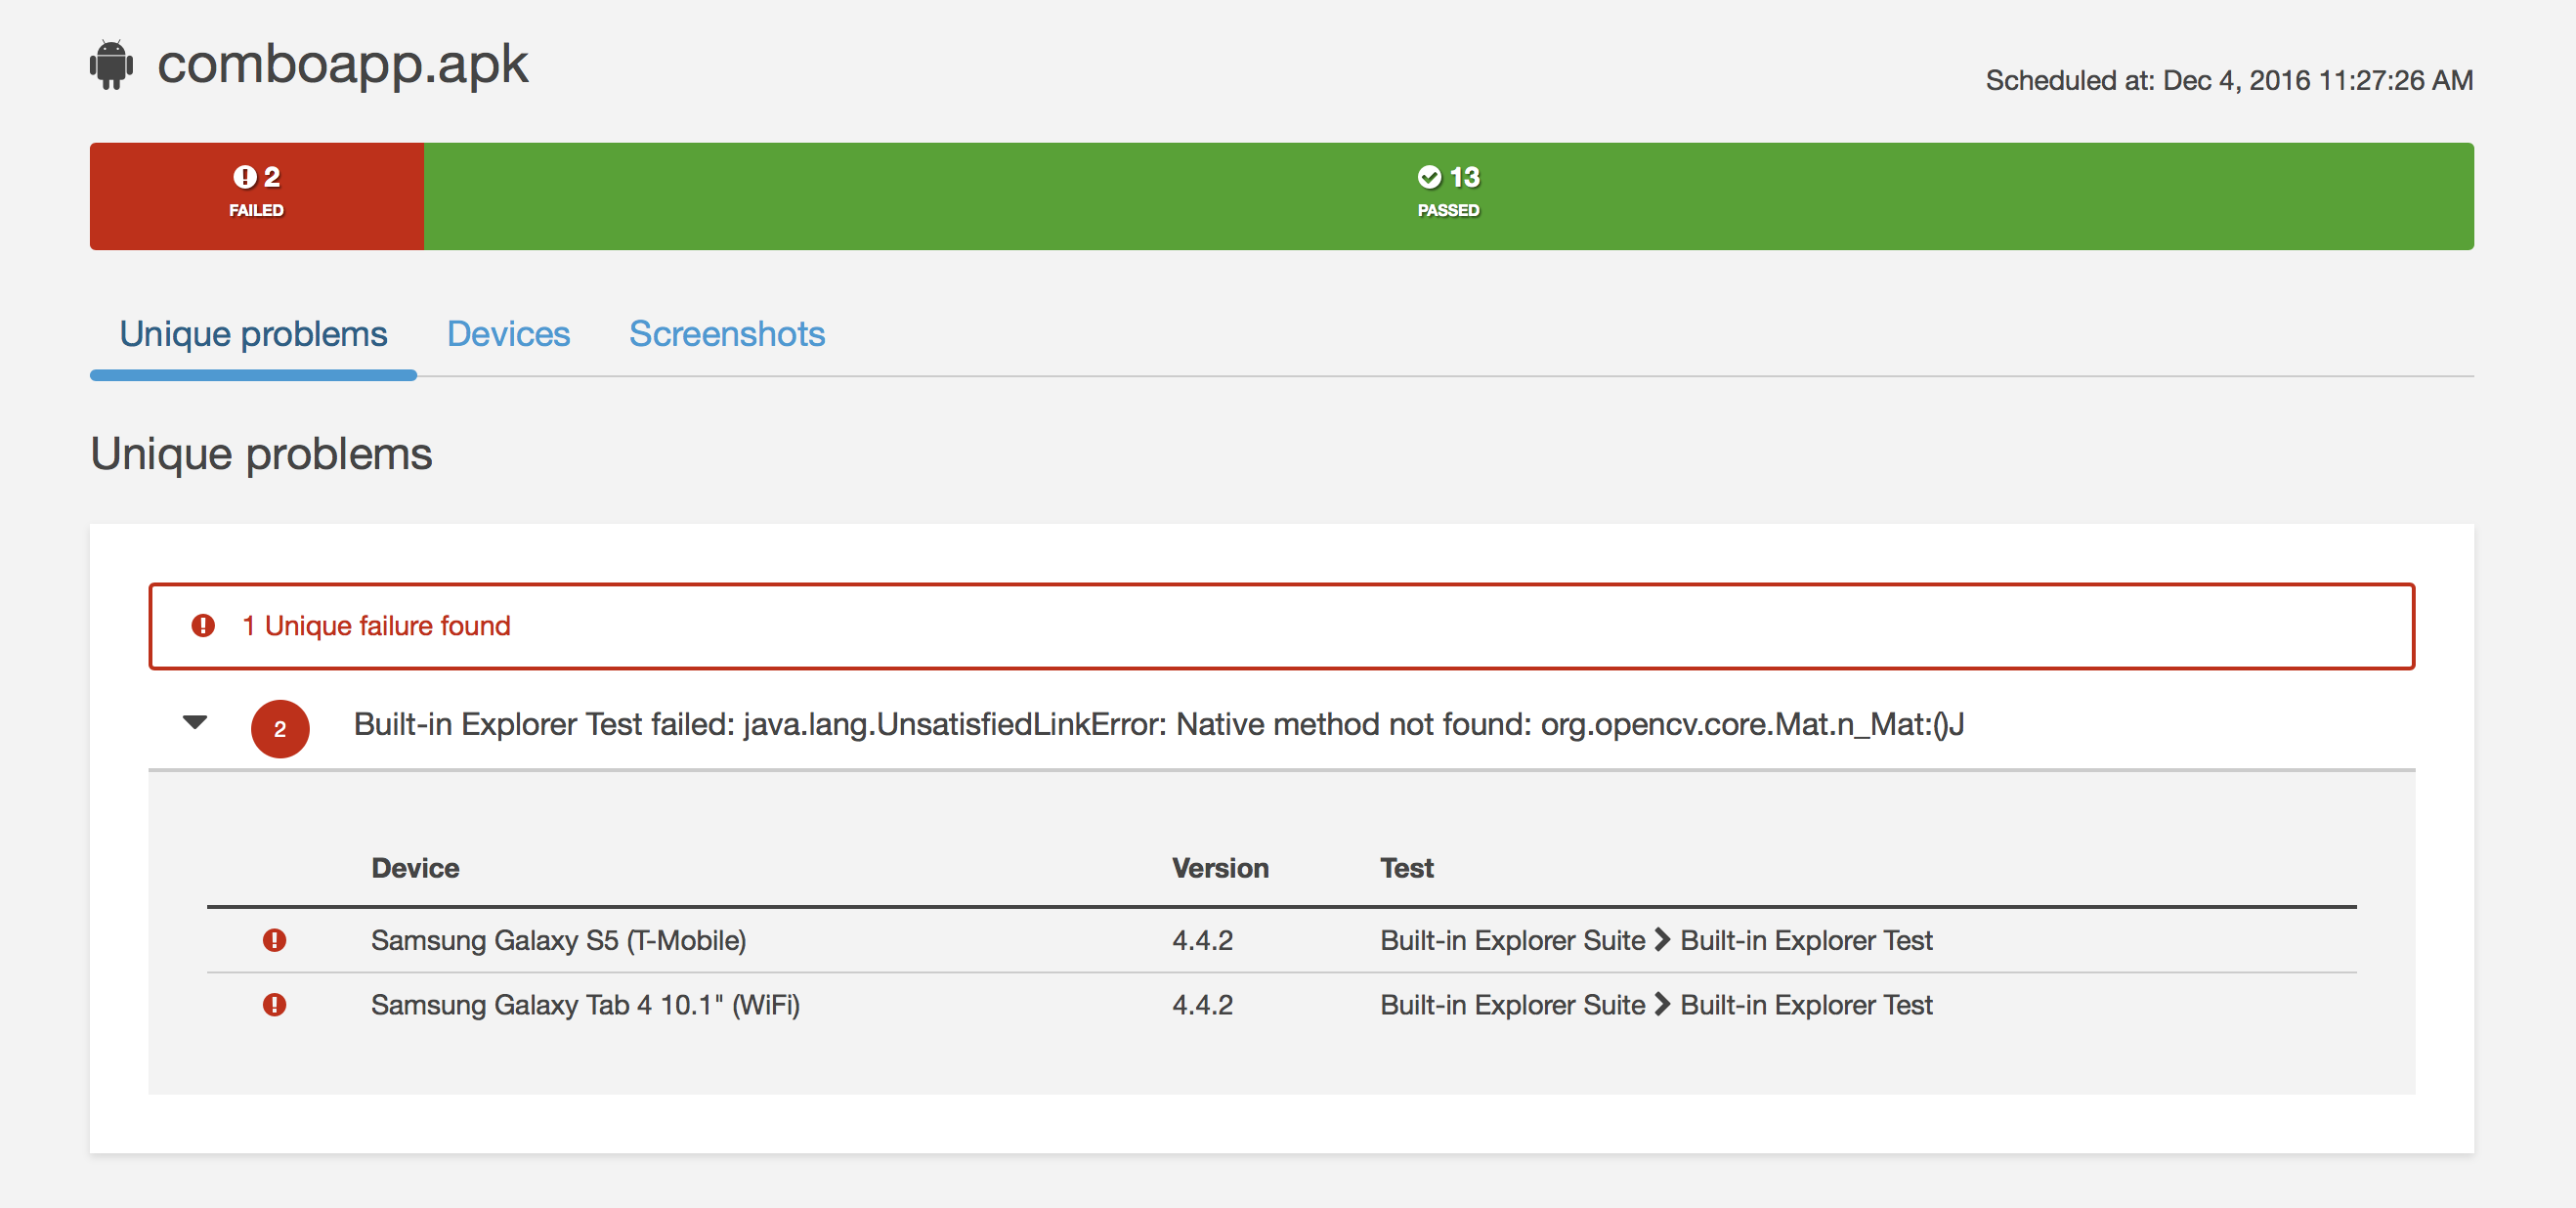 comboapp.apk
Scheduled at: Dec 4, 2016 11:27:26 AM
2
FAILED
13
PASSED
Unique problems Devices Screenshots
Unique problems
1 Unique failure found
2 Built-in Explorer Test failed: java.lang.UnsatisfiedLinkError: Native method not found: org.opencv.core.Mat.n_Mat:()J
Device Version Test
Samsung Galaxy S5 (T-Mobile) 4.4.2 Built-in Explorer Suite Built-in Explorer Test
Samsung Galaxy Tab 4 10.1" (WiFi) 4.4.2 Built-in Explorer Suite Built-in Explorer Test